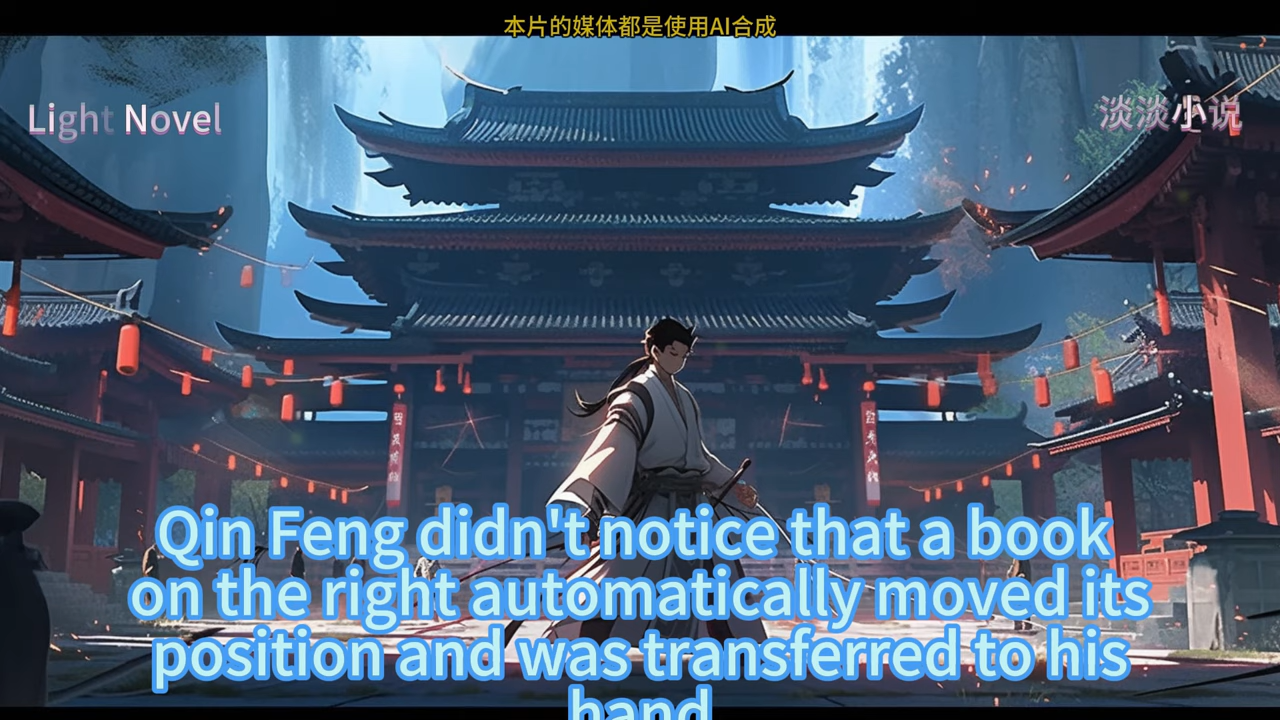 本片的媒体都是使用AI合成
Light Novel
淡淡小说
Qin Feng didn't notice that a book
on the right automatically moved its
position and was transferred to his
hand